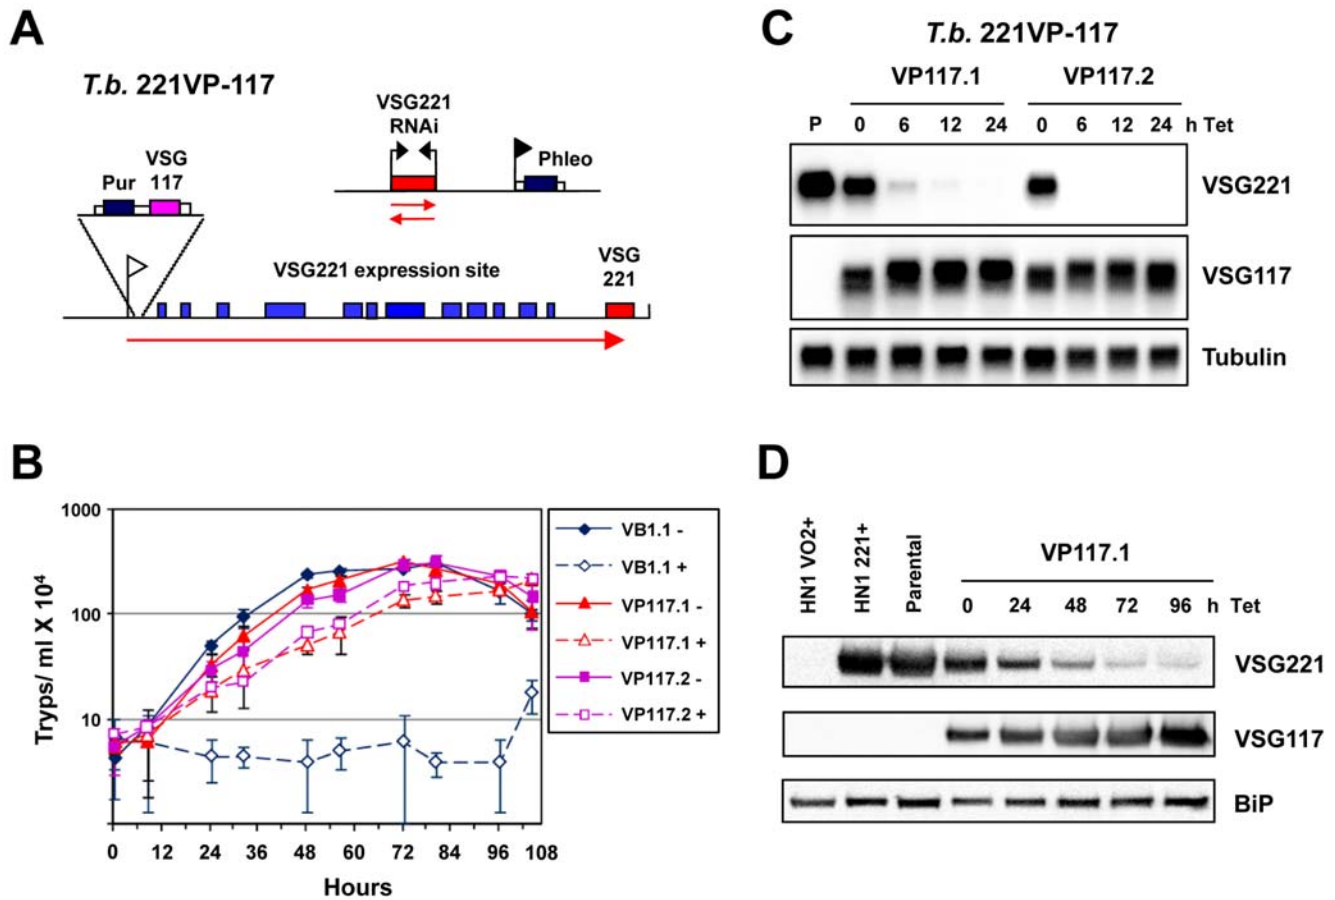 A
T.b. 221VP-117
VSG221
RNAi
Phleo
VSG
117
Pur
VSG221 expression site
VSG
221
B
Tryps/ ml X 10⁴
1000
100
10
0 12 24 36 48 60 72 84 96 108
Hours
VB1.1 -
VB1.1 +
VP117.1 -
VP117.1 +
VP117.2 -
VP117.2 +
C
T.b. 221VP-117
VP117.1 VP117.2
P 0 6 12 24 0 6 12 24 h Tet
VSG221
VSG117
Tubulin
D
HN1 VO2+
HN1 221+
Parental
VP117.1
0 24 48 72 96 h Tet
VSG221
VSG117
BiP